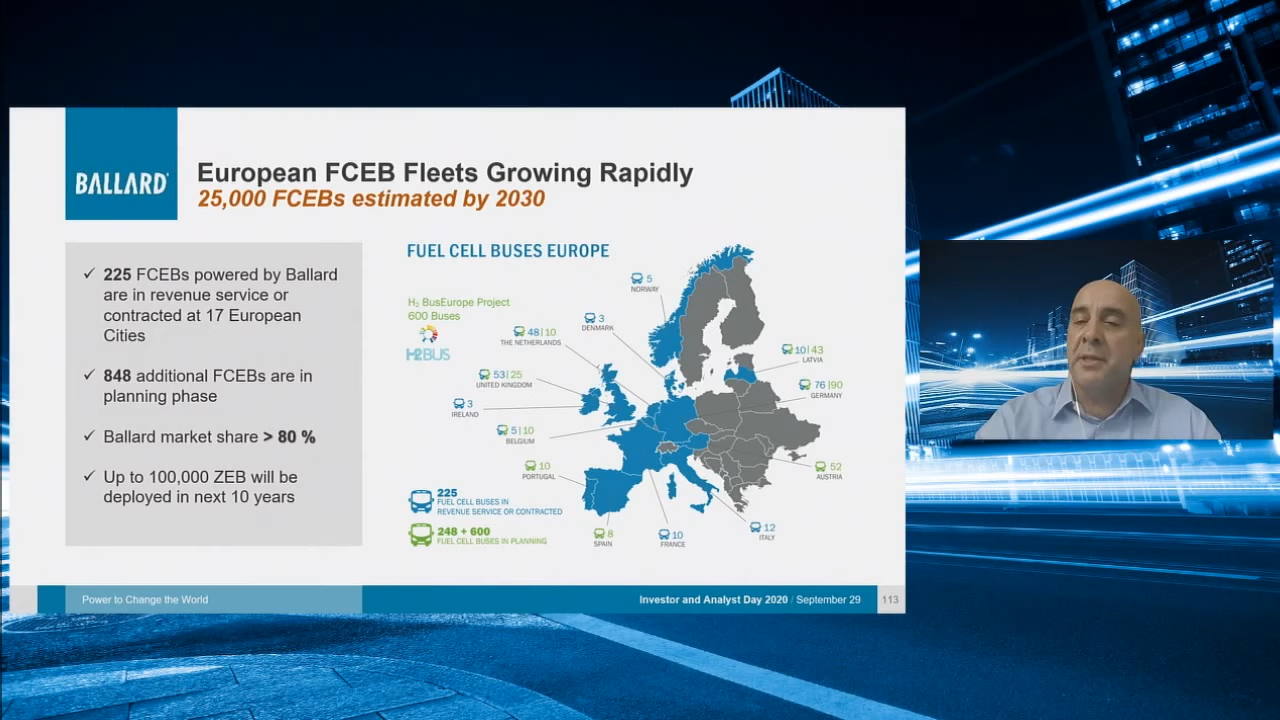 BALLARD
European FCEB Fleets Growing Rapidly
25,000 FCEBs estimated by 2030
✓ 225 FCEBs powered by Ballard
are in revenue service or
contracted at 17 European
Cities
✓ 848 additional FCEBs are in
planning phase
✓ Ballard market share > 80 %
✓ Up to 100,000 ZEB will be
deployed in next 10 years
FUEL CELL BUSES EUROPE
H₂ BusEurope Project
600 Buses
H2BUS
5
NORWAY
3
DENMARK
48|10
THE NETHERLANDS
10|43
LATVIA
53|25
UNITED KINGDOM
76|90
GERMANY
3
IRELAND
5|10
BELGIUM
10
PORTUGAL
52
AUSTRIA
225
FUEL CELL BUSES IN
REVENUE SERVICE OR CONTRACTED
248 + 600
FUEL CELL BUSES IN PLANNING
8
SPAIN
10
FRANCE
12
ITALY
Power to Change the World
Investor and Analyst Day 2020 / September 29
113